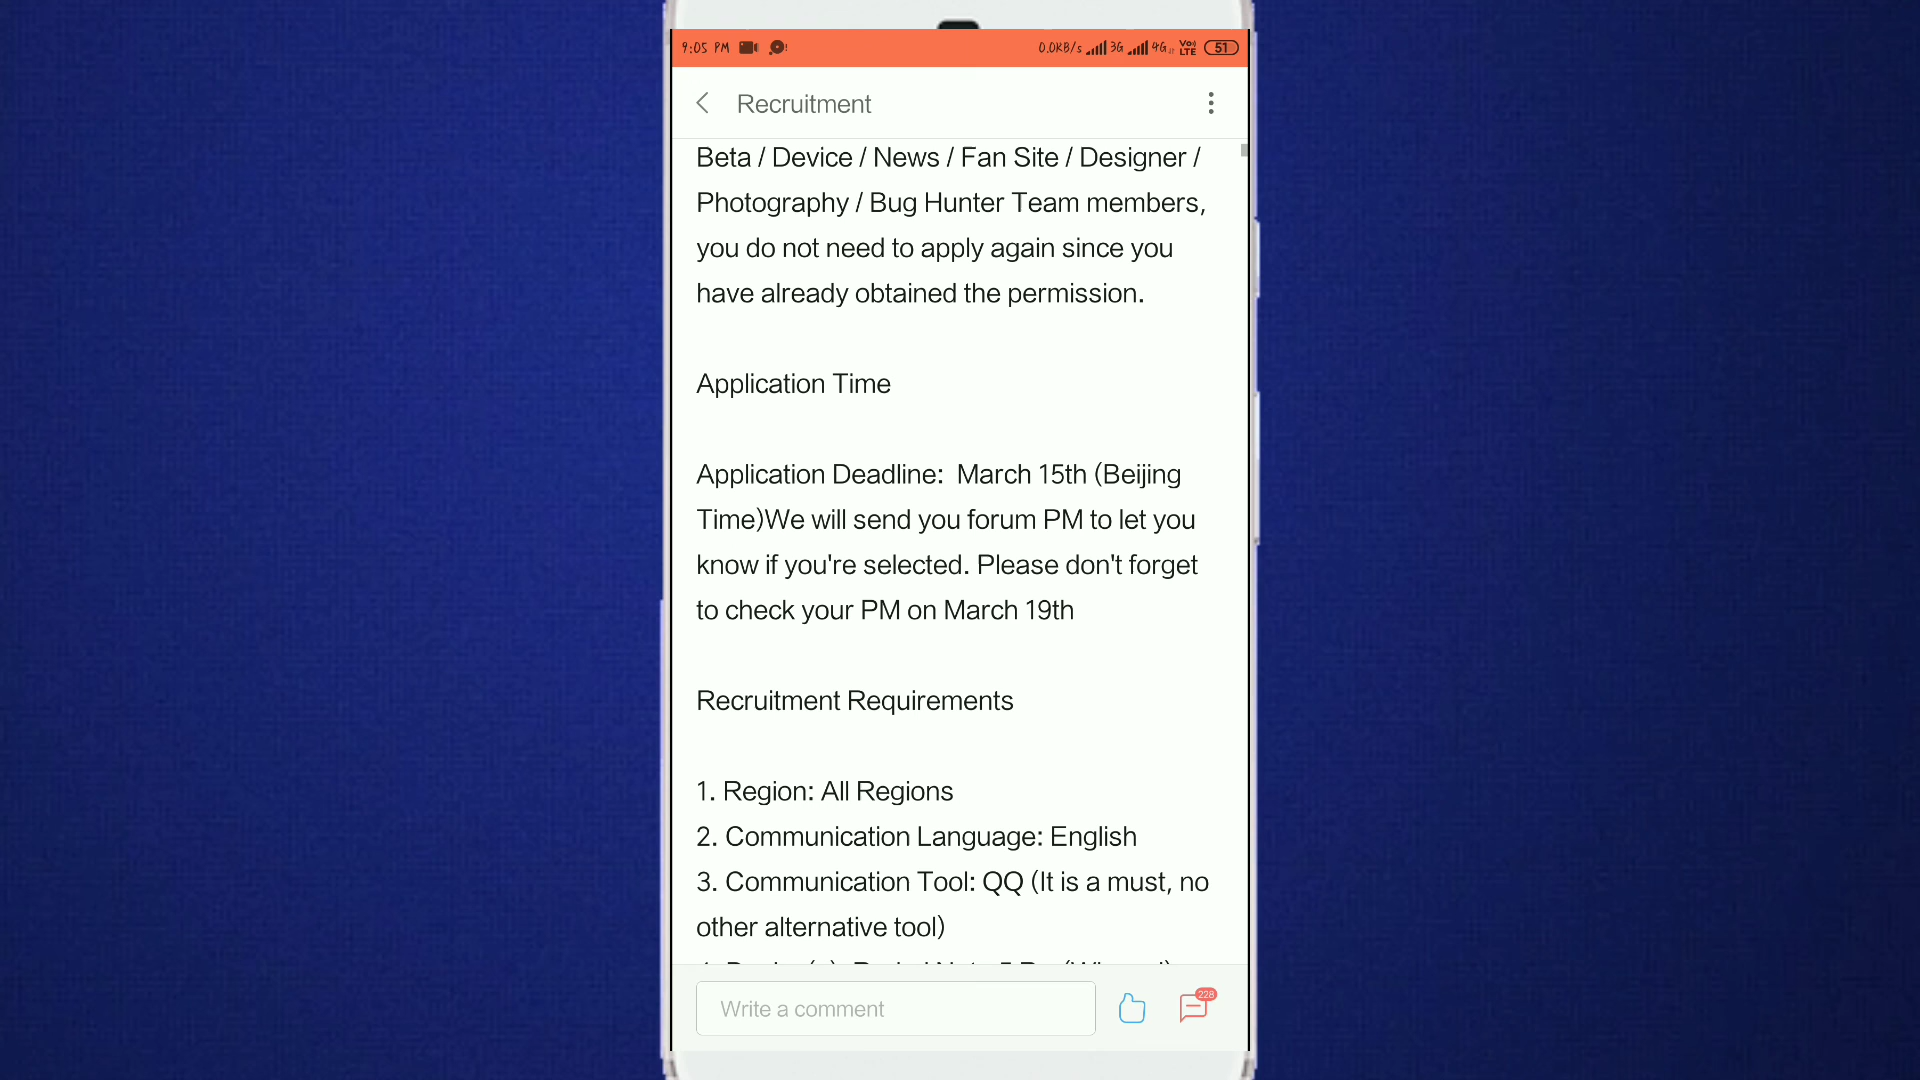 9:05 PM
0.0KB/s 3G 4G VoLTE 51
Recruitment
Beta / Device / News / Fan Site / Designer /
Photography / Bug Hunter Team members,
you do not need to apply again since you
have already obtained the permission.
Application Time
Application Deadline:  March 15th (Beijing
Time)We will send you forum PM to let you
know if you're selected. Please don't forget
to check your PM on March 19th
Recruitment Requirements
1. Region: All Regions
2. Communication Language: English
3. Communication Tool: QQ (It is a must, no
other alternative tool)
Write a comment
228